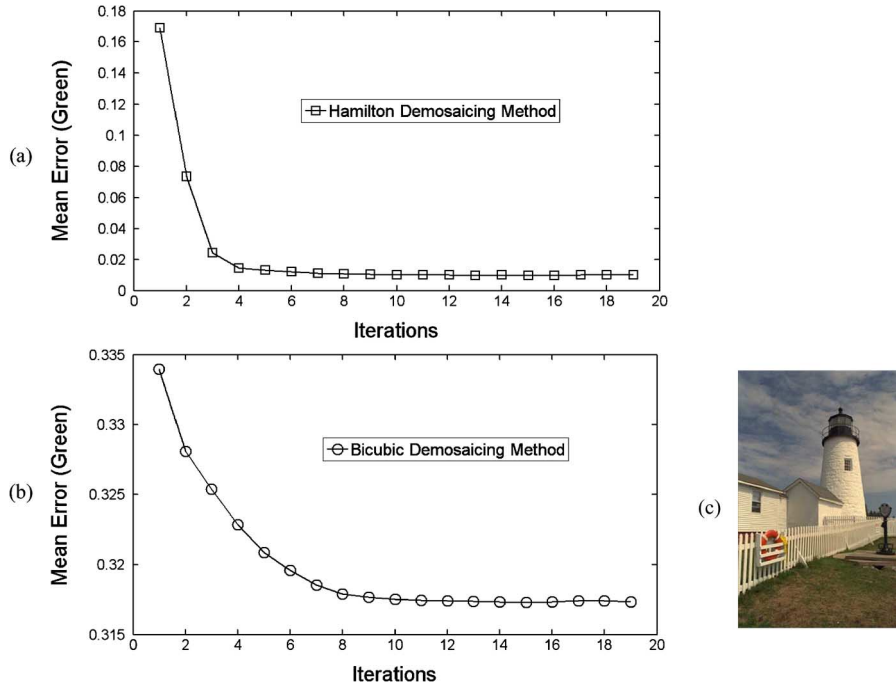 (a)
Mean Error (Green)
0.18
0.16
0.14
0.12
0.1
0.08
0.06
0.04
0.02
0
Hamilton Demosaicing Method
0 2 4 6 8 10 12 14 16 18 20
Iterations
(b)
Mean Error (Green)
0.335
0.33
0.325
0.32
0.315
Bicubic Demosaicing Method
0 2 4 6 8 10 12 14 16 18 20
Iterations
(c)